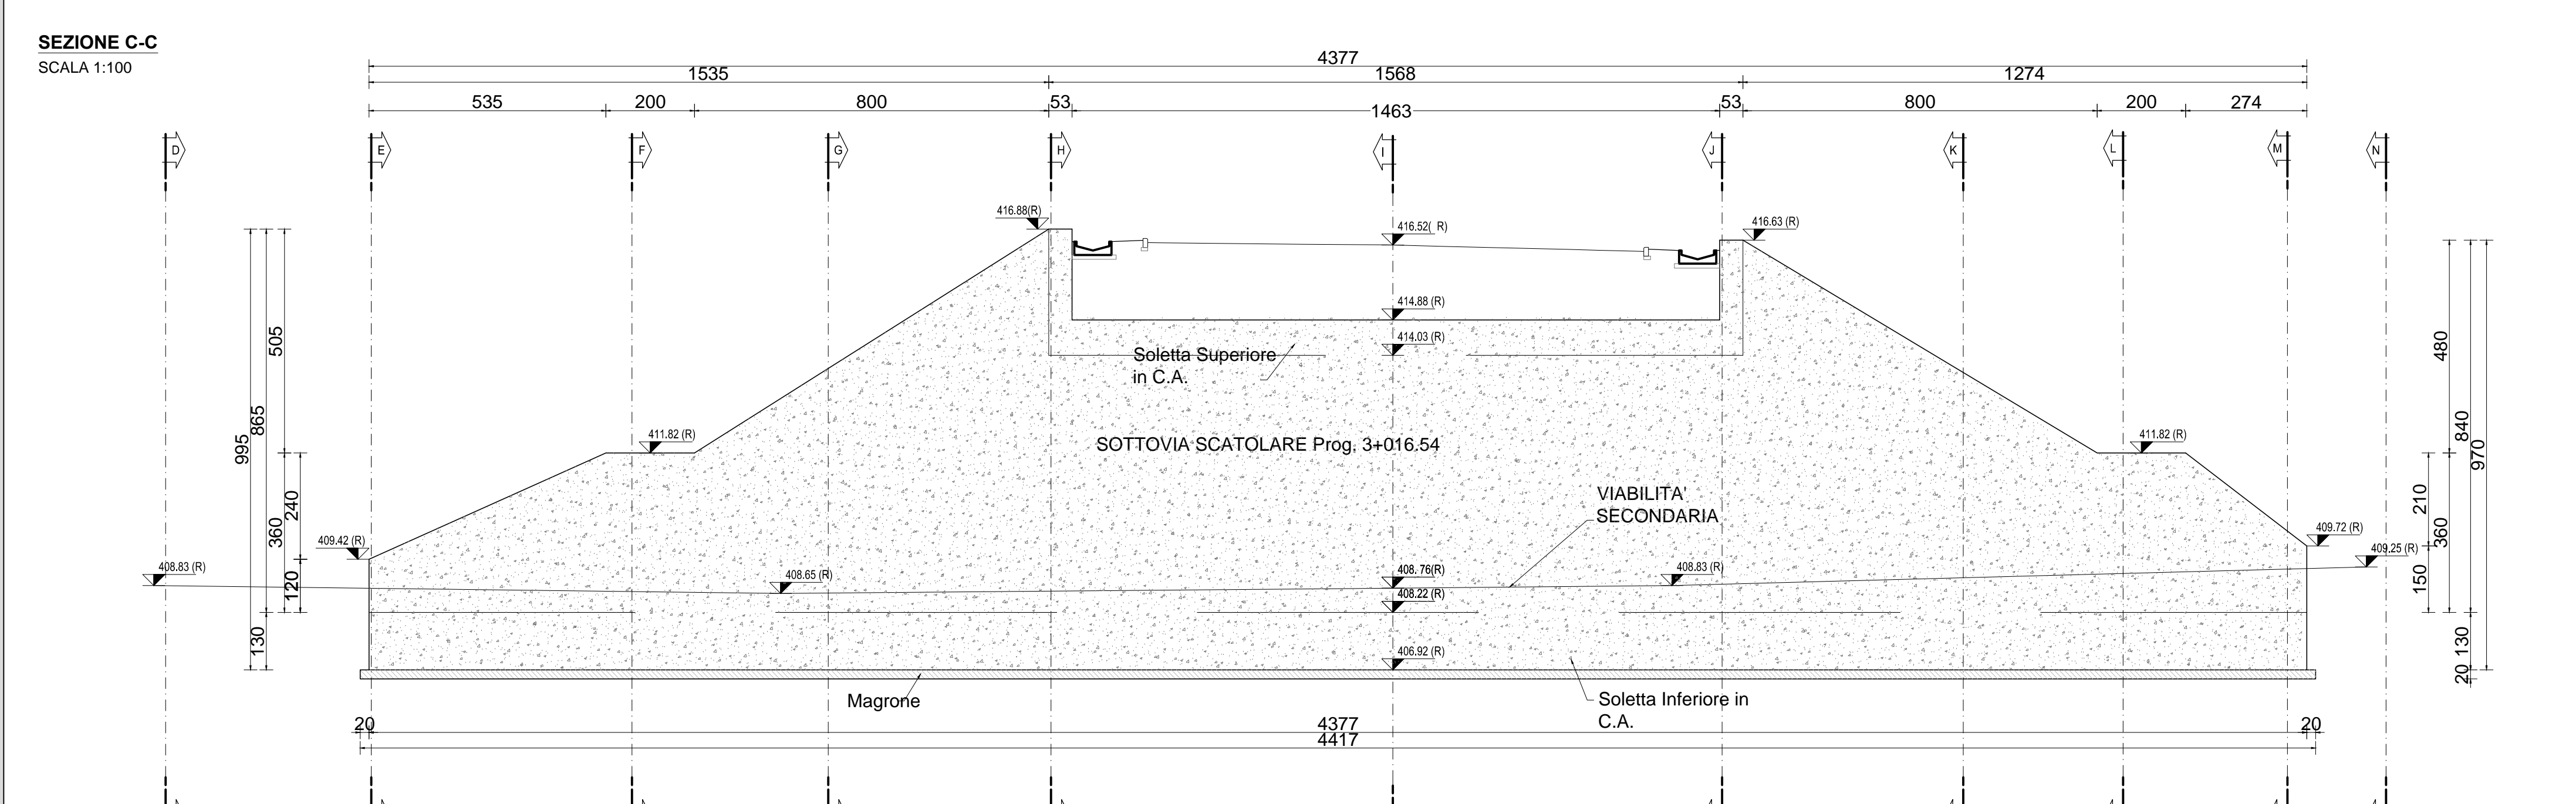 SEZIONE C-C
SCALA 1:100
4377
1535
1568
1274
535
200
800
53
1463
53
800
200
274
D
E
F
G
H
I
J
K
L
M
N
416.88(R)
416.52( R)
416.63 (R)
414.88 (R)
414.03 (R)
Soletta Superiore
in C.A.
411.82 (R)
411.82 (R)
SOTTOVIA SCATOLARE Prog. 3+016.54
VIABILITA'
SECONDARIA
409.42 (R)
409.72 (R)
409.25 (R)
408.83 (R)
408.65 (R)
408.76(R)
408.83 (R)
408.22 (R)
406.92 (R)
995
865
505
360
240
120
130
480
840
970
210
360
150
130
20
Magrone
Soletta Inferiore in
C.A.
20
4377
20
4417